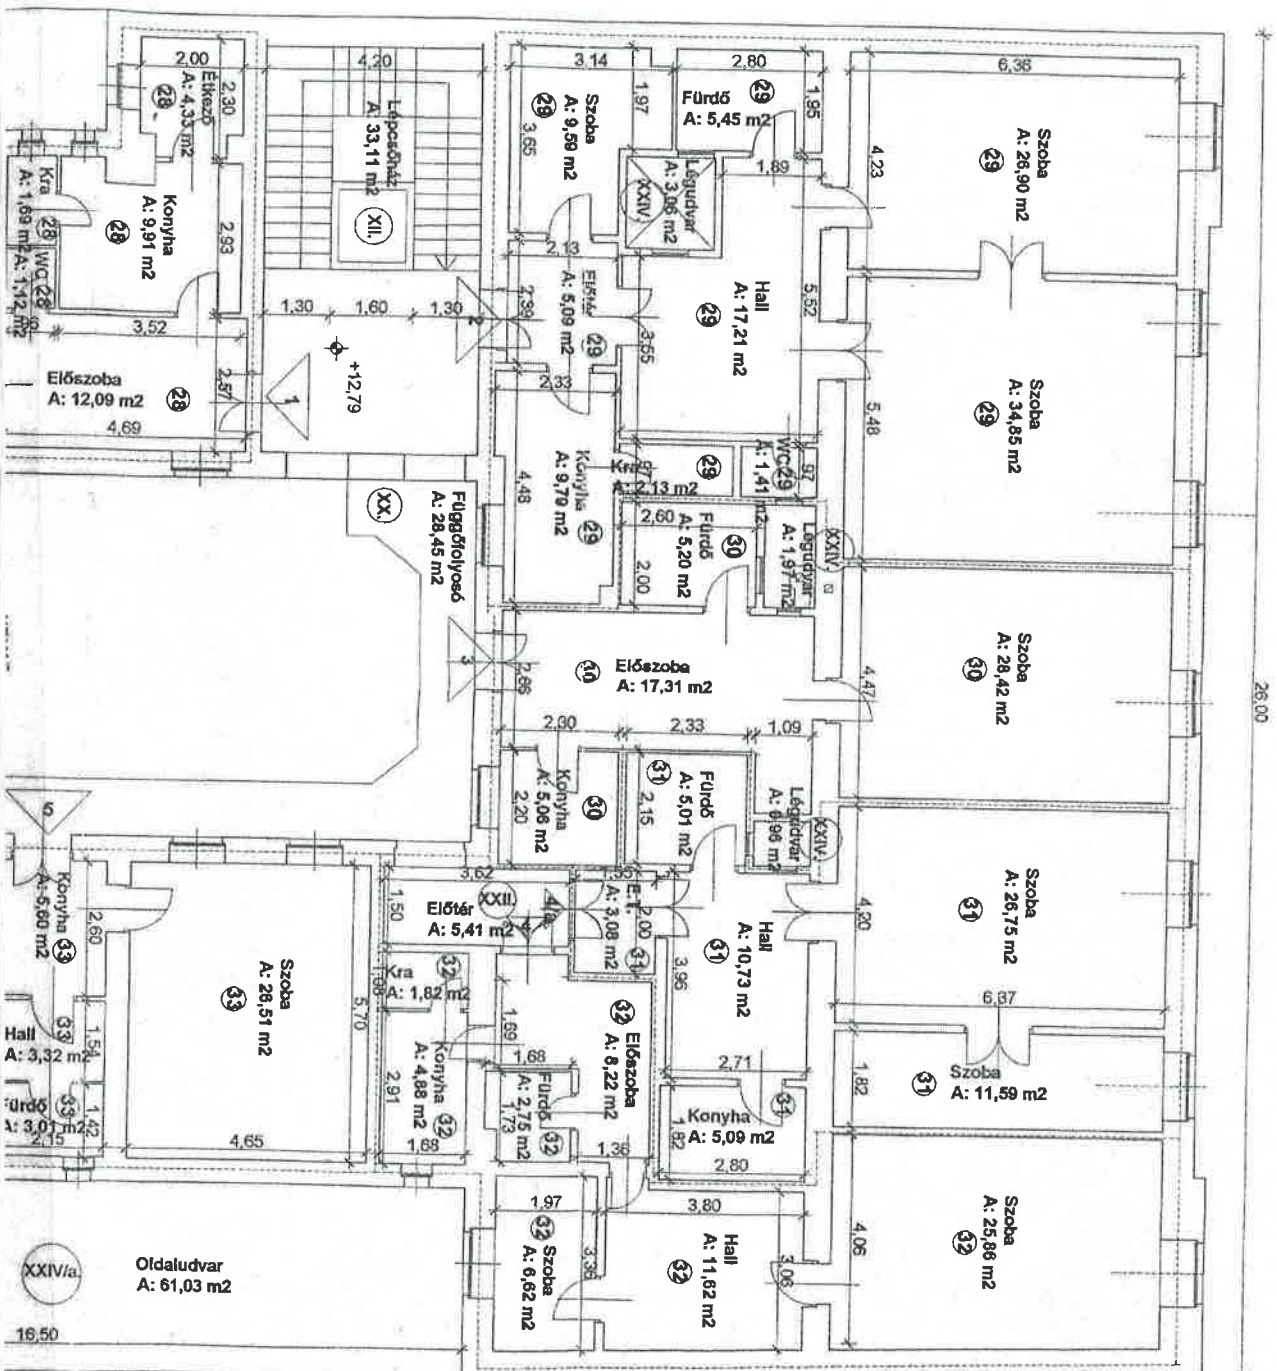 2,00
4,20
3,14
2,80
6,36
Étkező
A: 4,33 m2
28
2,30
Lépcsőház
A: 33,11 m2
XII.
Szoba
A: 9,59 m2
29
3,65
1,97
Fürdő
A: 5,45 m2
29
1,95
1,89
Légudvar
A: 3,06 m2
XXIV.
4,23
Szoba
A: 26,90 m2
29
Kra
A: 1,69 m2
28
WC 28
A: 1,12 m2
Konyha
A: 9,91 m2
28
2,93
3,52
1,30
1,60
1,30
+12,79
2
2,13
2,39
Előtér
A: 5,09 m2
29
3,55
Hall
A: 17,21 m2
29
5,52
Szoba
A: 34,85 m2
29
5,48
Előszoba
A: 12,09 m2
28
2,57
4,69
1
2,33
Konyha
A: 9,79 m2
29
4,48
Kra
A: 2,13 m2
29
97
WC 29
A: 1,41 m2
97
Függőfolyosó
A: 28,45 m2
XX.
2,60
Fürdő
A: 5,20 m2
30
2,00
Légudvar
A: 1,97 m2
XXIV.
26,00
Előszoba
A: 17,31 m2
30
3
2,66
Szoba
A: 28,42 m2
30
4,47
2,30
2,33
1,09
Konyha
A: 5,06 m2
30
2,20
Fürdő
A: 5,01 m2
31
2,15
Légudvar
A: 0,96 m2
XXIV.
5
Konyha
A: 5,60 m2
33
2,60
3,62
1,50
Előtér
A: 5,41 m2
XXII.
4
4/a
1,55
E.T.
A: 3,08 m2
31
2,00
Hall
A: 10,73 m2
31
3,96
2,71
Szoba
A: 26,75 m2
31
4,20
6,37
Szoba
A: 26,51 m2
33
5,70
4,65
Kra
A: 1,82 m2
32
1,08
Konyha
A: 4,88 m2
32
2,91
1,68
1,69
1,68
Előszoba
A: 8,22 m2
32
Fürdő
A: 2,75 m2
32
1,73
1,36
Konyha
A: 5,09 m2
31
1,82
2,80
Szoba
A: 11,59 m2
31
1,82
Hall
A: 3,32 m2
33
1,54
Fürdő
A: 3,01 m2
33
1,42
2,15
1,97
Szoba
A: 6,62 m2
32
3,36
3,80
Hall
A: 11,62 m2
32
3,06
Szoba
A: 25,86 m2
32
4,06
Oldaludvar
A: 61,03 m2
XXIV/a.
16,50